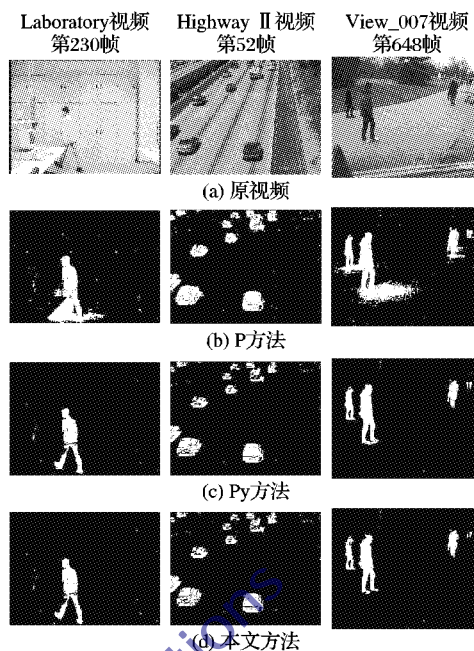 Laboratory视频 Highway Ⅱ视频 View_007视频
第230帧 第52帧 第648帧
(a) 原视频
(b) P方法
(c) Py方法
(d) 本文方法
tions